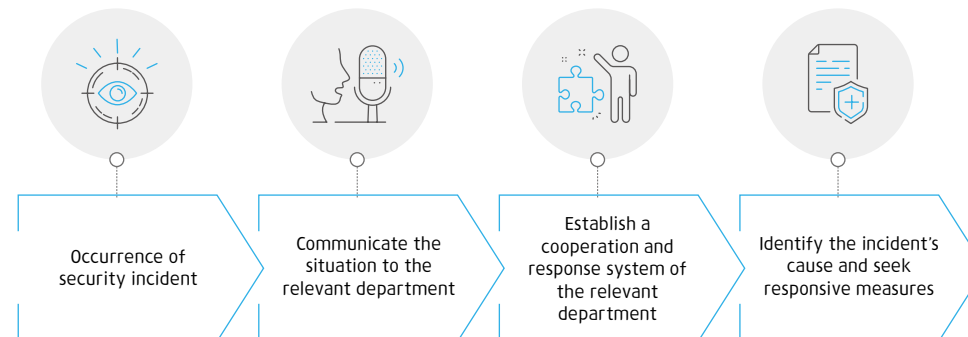 Occurrence of
security incident
Communicate the
situation to the
relevant department
Establish a
cooperation and
response system of
the relevant
department
Identify the incident's
cause and seek
responsive measures